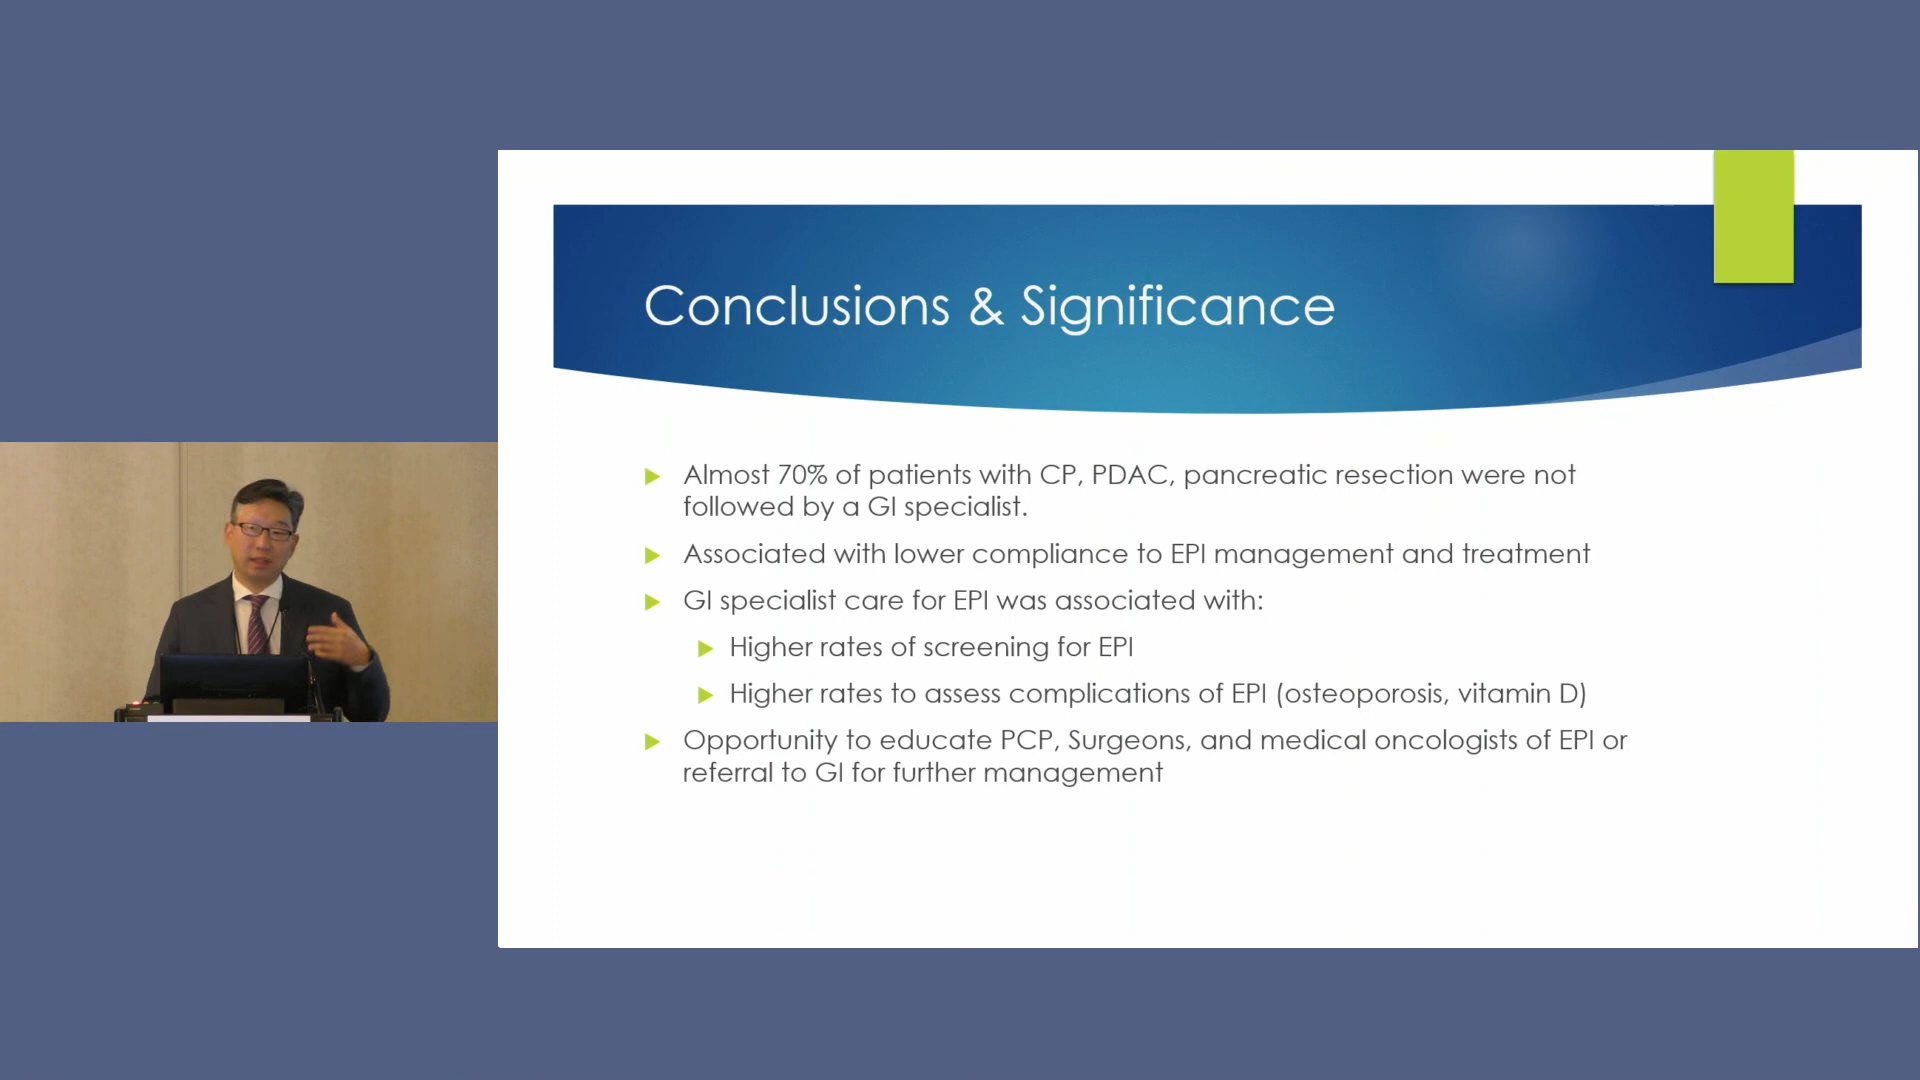 Conclusions & Significance
Almost 70% of patients with CP, PDAC, pancreatic resection were not
followed by a GI specialist.
Associated with lower compliance to EPI management and treatment
GI specialist care for EPI was associated with:
Higher rates of screening for EPI
Higher rates to assess complications of EPI (osteoporosis, vitamin D)
Opportunity to educate PCP, Surgeons, and medical oncologists of EPI or
referral to GI for further management